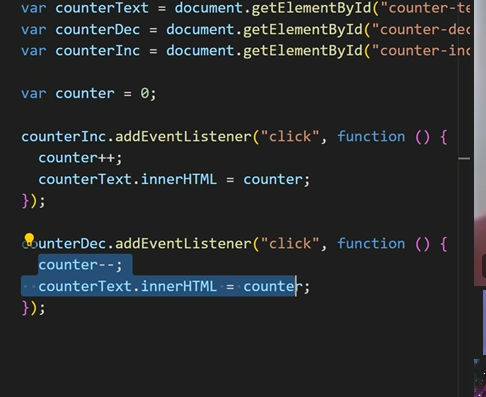 var counterText = document.getElementById("counter-te
var counterDec = document.getElementById("counter-dec
var counterInc = document.getElementById("counter-inc
var counter = 0;
counterInc.addEventListener("click", function () {
counter++;
counterText.innerHTML = counter;
});
counterDec.addEventListener("click", function () {
counter--;
counterText.innerHTML = counter;
});